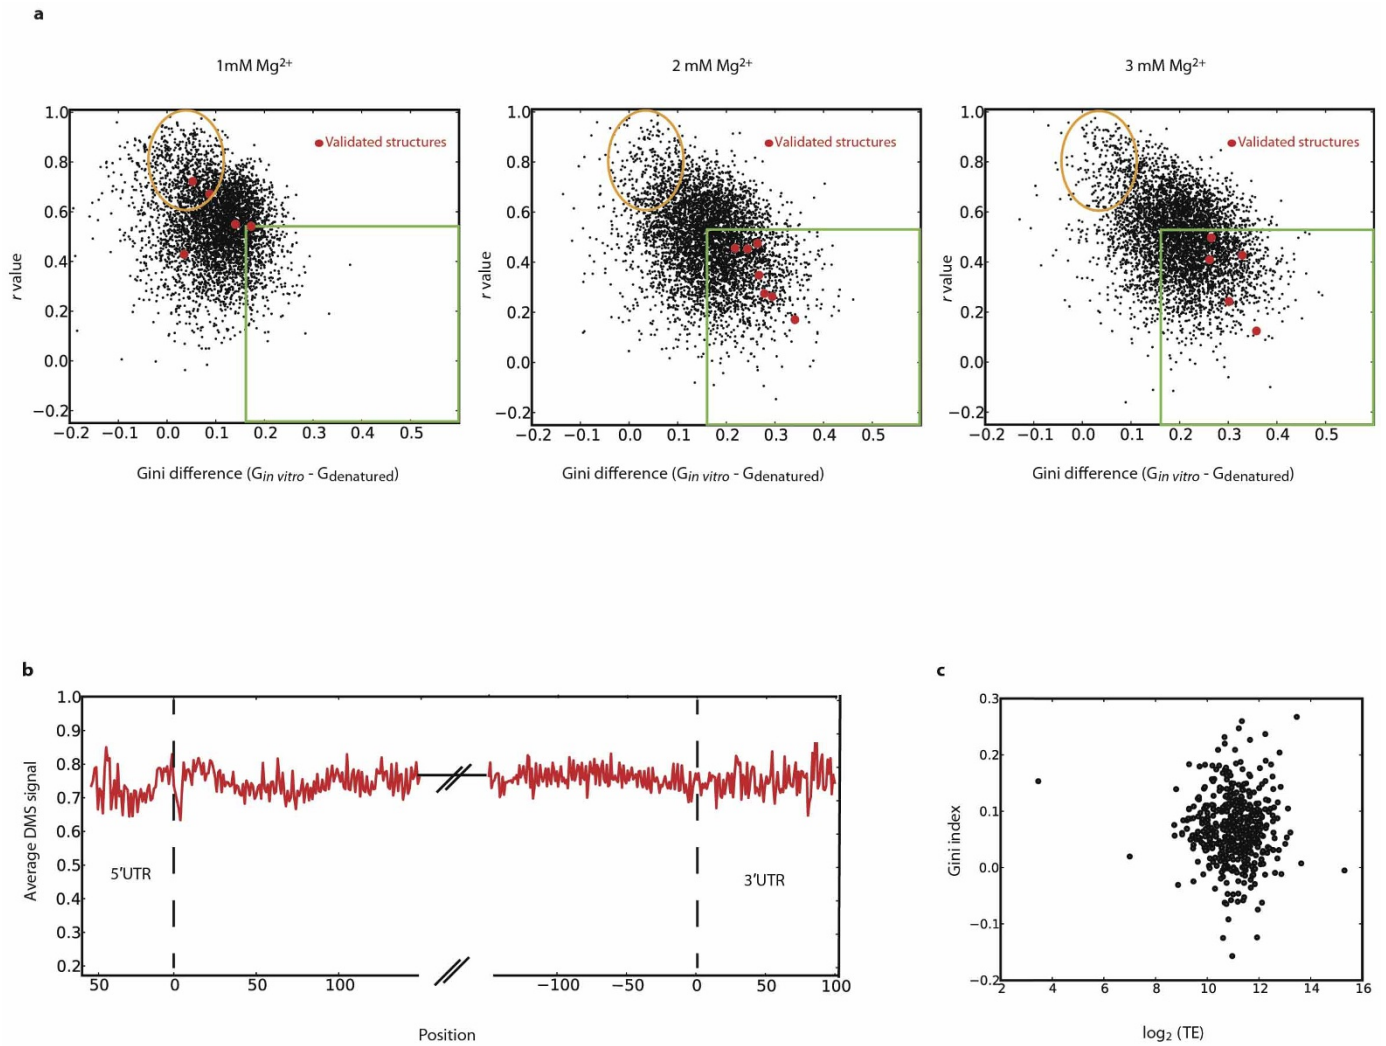 a
1mM Mg²⁺
2 mM Mg²⁺
3 mM Mg²⁺
1.0
0.8
0.6
0.4
0.2
0.0
−0.2
r value
Validated structures
−0.2 −0.1 0.0 0.1 0.2 0.3 0.4 0.5
Gini difference (Gin vitro - Gdenatured)
1.0
0.8
0.6
0.4
0.2
0.0
−0.2
r value
Validated structures
−0.2 −0.1 0.0 0.1 0.2 0.3 0.4 0.5
Gini difference (Gin vitro - Gdenatured)
1.0
0.8
0.6
0.4
0.2
0.0
−0.2
r value
Validated structures
−0.2 −0.1 0.0 0.1 0.2 0.3 0.4 0.5
Gini difference (Gin vitro - Gdenatured)
b
1.0
0.9
0.8
0.7
0.6
0.5
0.4
0.3
0.2
Average DMS signal
5′UTR
3′UTR
50 0 50 100 −100 −50 0 50 100
Position
c
0.3
0.2
0.1
0.0
−0.1
−0.2
Gini index
2 4 6 8 10 12 14 16
log₂ (TE)